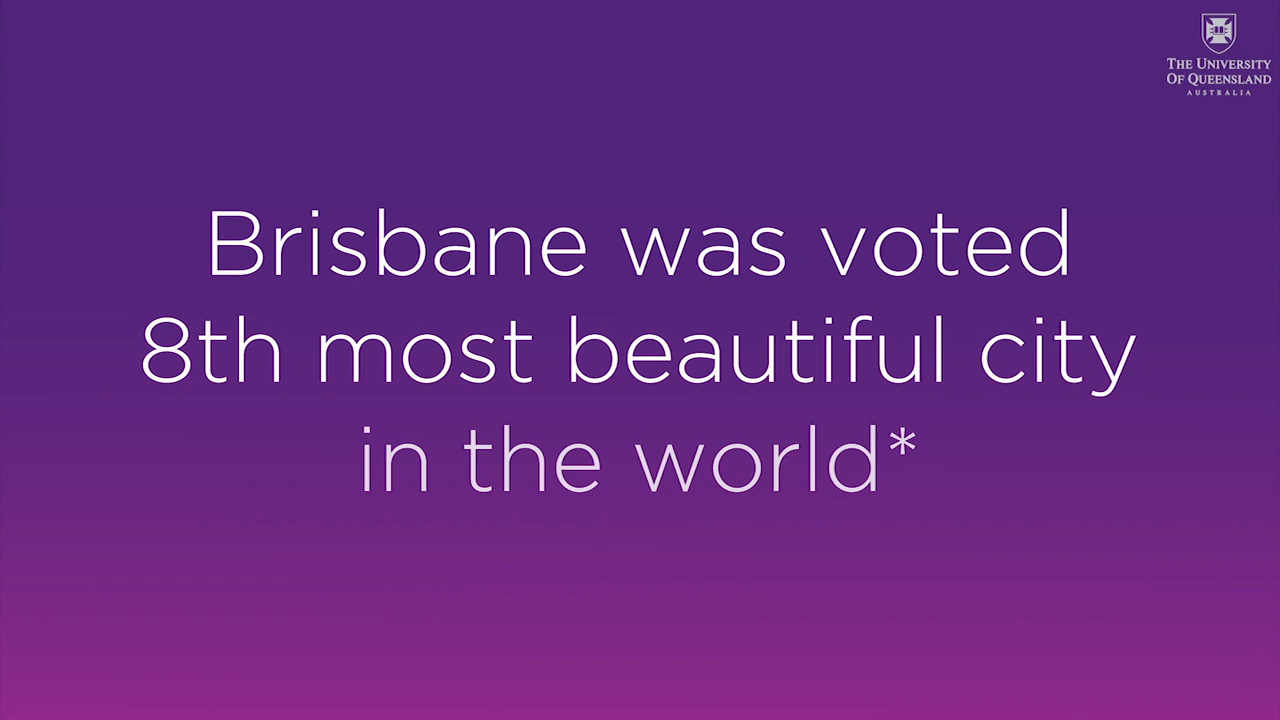 THE UNIVERSITY
OF QUEENSLAND
AUSTRALIA
Brisbane was voted
8th most beautiful city
in the world*